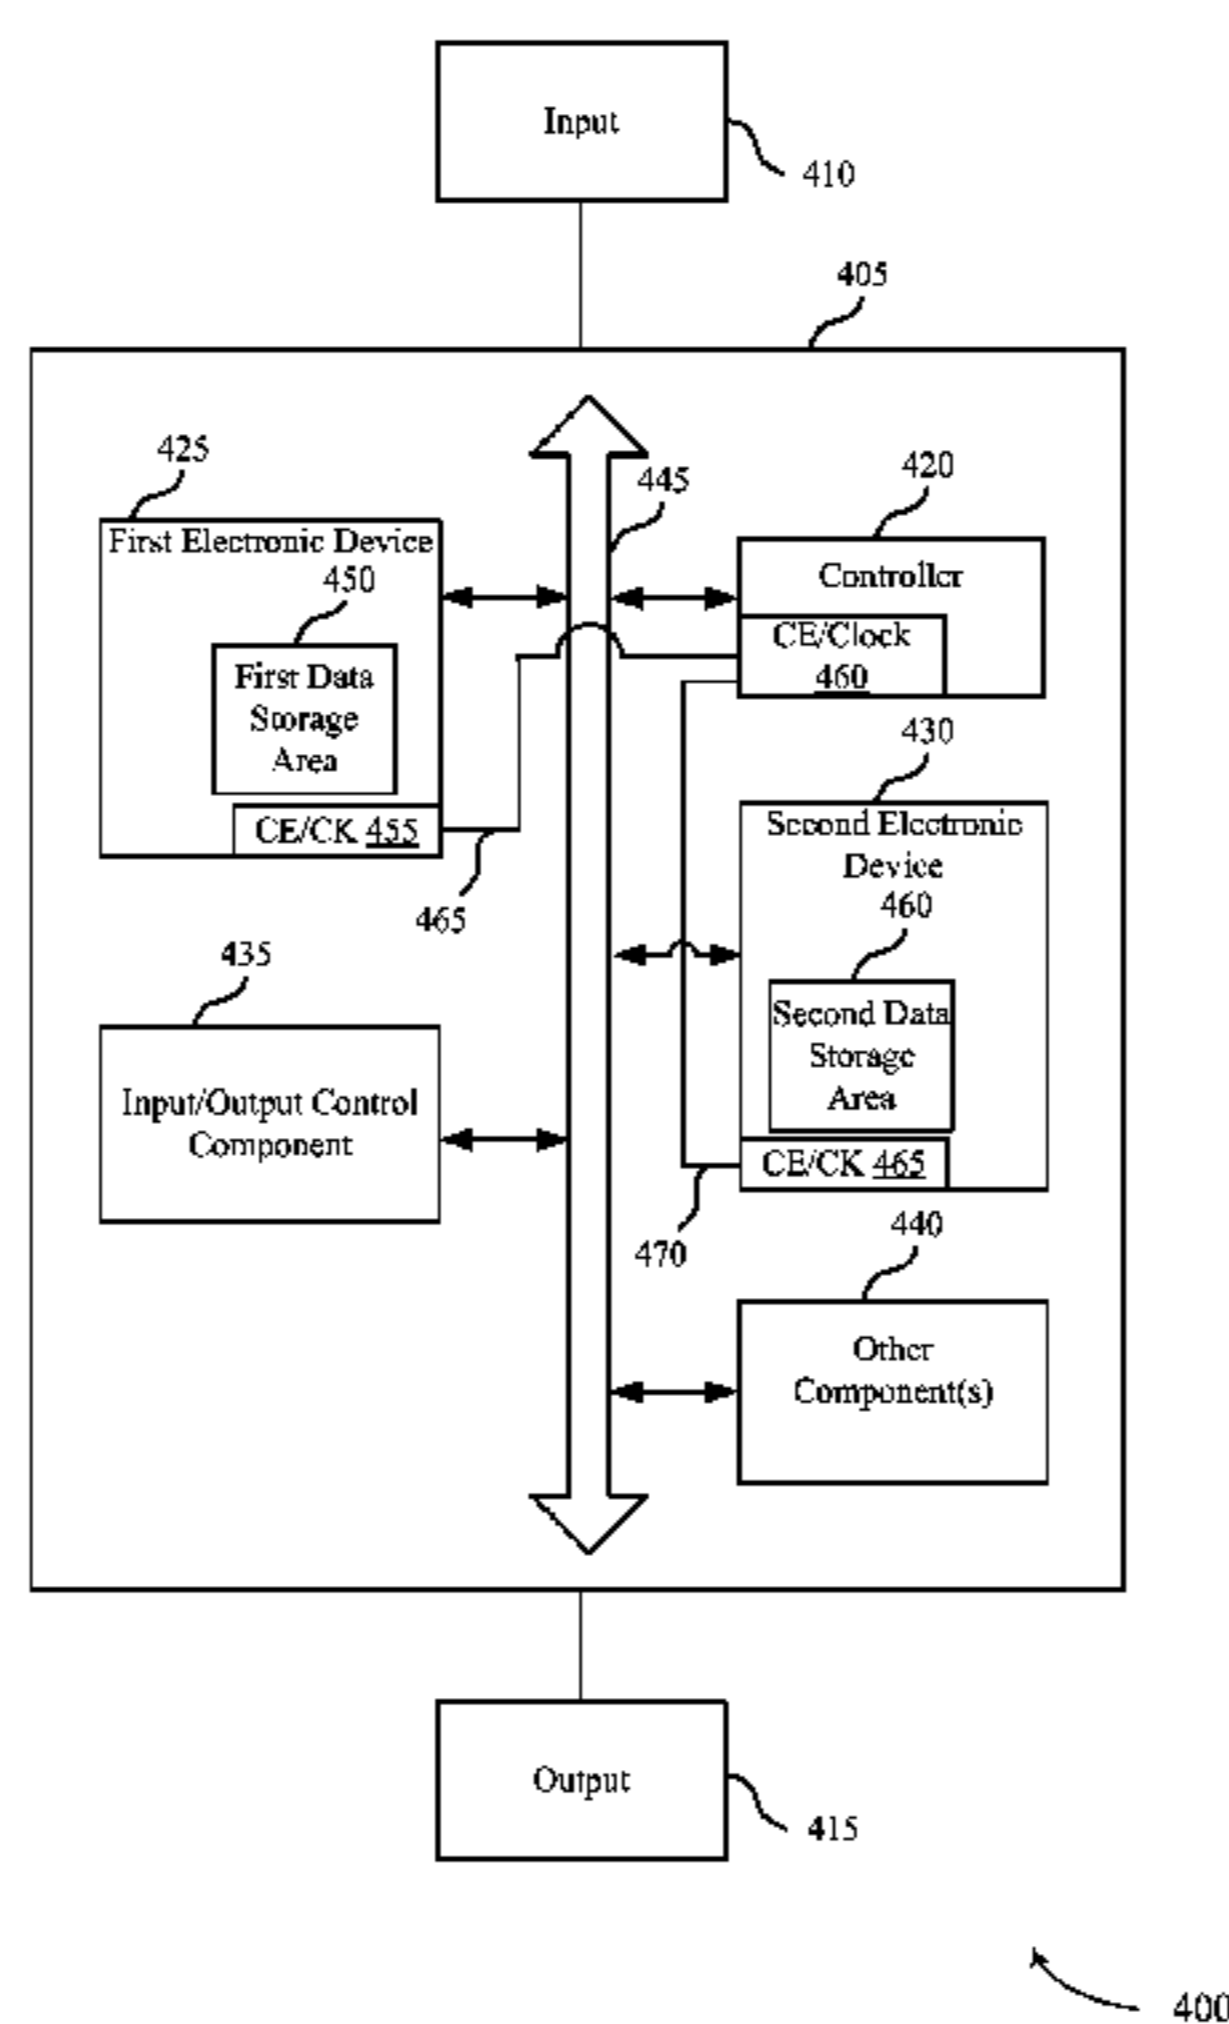 Input
410
405
425
445
420
First Electronic Device
450
Controller
First Data
Storage
Area
CE/Clock
460
430
CE/CK 455
465
Second Electronic
Device
460
435
Second Data
Storage
Area
Input/Output Control
Component
CE/CK 465
470
440
Other
Component(s)
Output
415
400